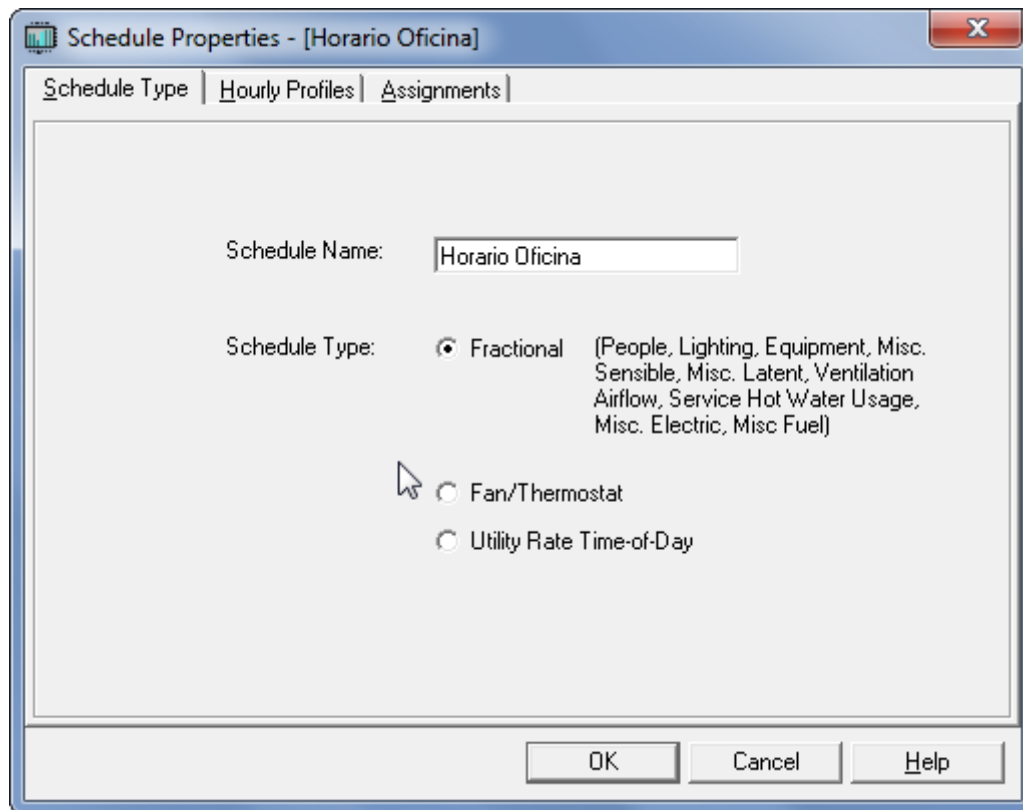 Schedule Properties - [Horario Oficina]
Schedule Type Hourly Profiles Assignments
Schedule Name: Horario Oficina
Schedule Type: Fractional (People, Lighting, Equipment, Misc.
Sensible, Misc. Latent, Ventilation
Airflow, Service Hot Water Usage,
Misc. Electric, Misc Fuel)
Fan/Thermostat
Utility Rate Time-of-Day
OK Cancel Help